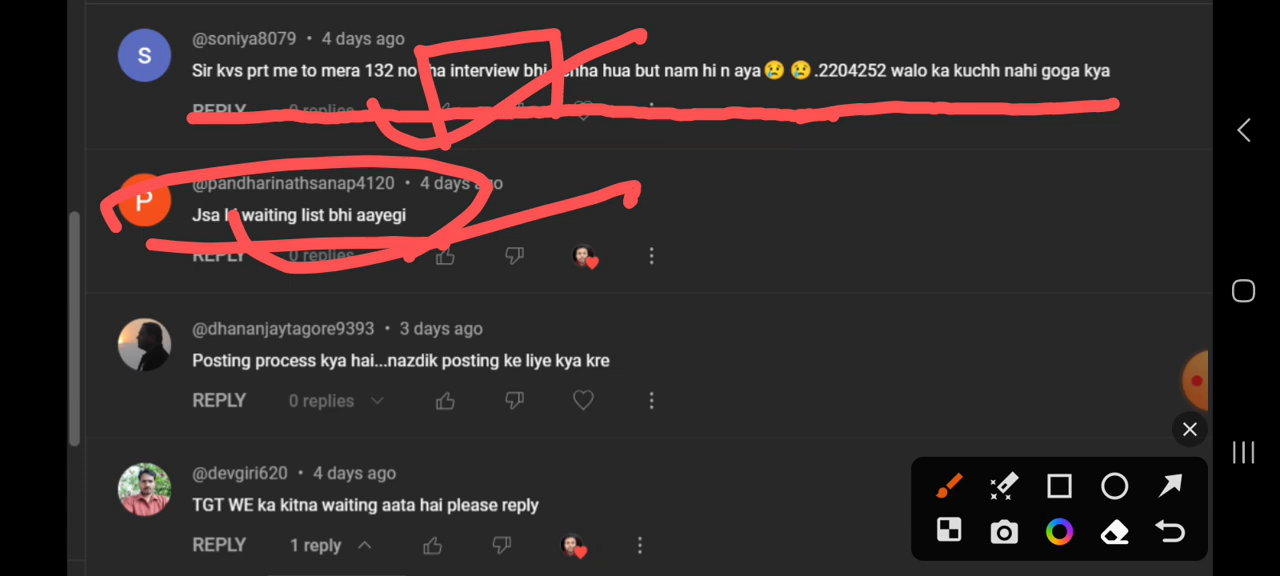 S
@soniya8079 • 4 days ago
Sir kvs prt me to mera 132 no interview bhi hua but nam hi n aya😢 😢.2204252 walo ka kuchh nahi goga kya
REPLY replies
P
@pandharinathsanap4120 • 4 days ago
Jsa waiting list bhi aayegi
REPLY 0 replies
@dhananjaytagore9393 • 3 days ago
Posting process kya hai...nazdik posting ke liye kya kre
REPLY 0 replies
@devgiri620 • 4 days ago
TGT WE ka kitna waiting aata hai please reply
REPLY 1 reply